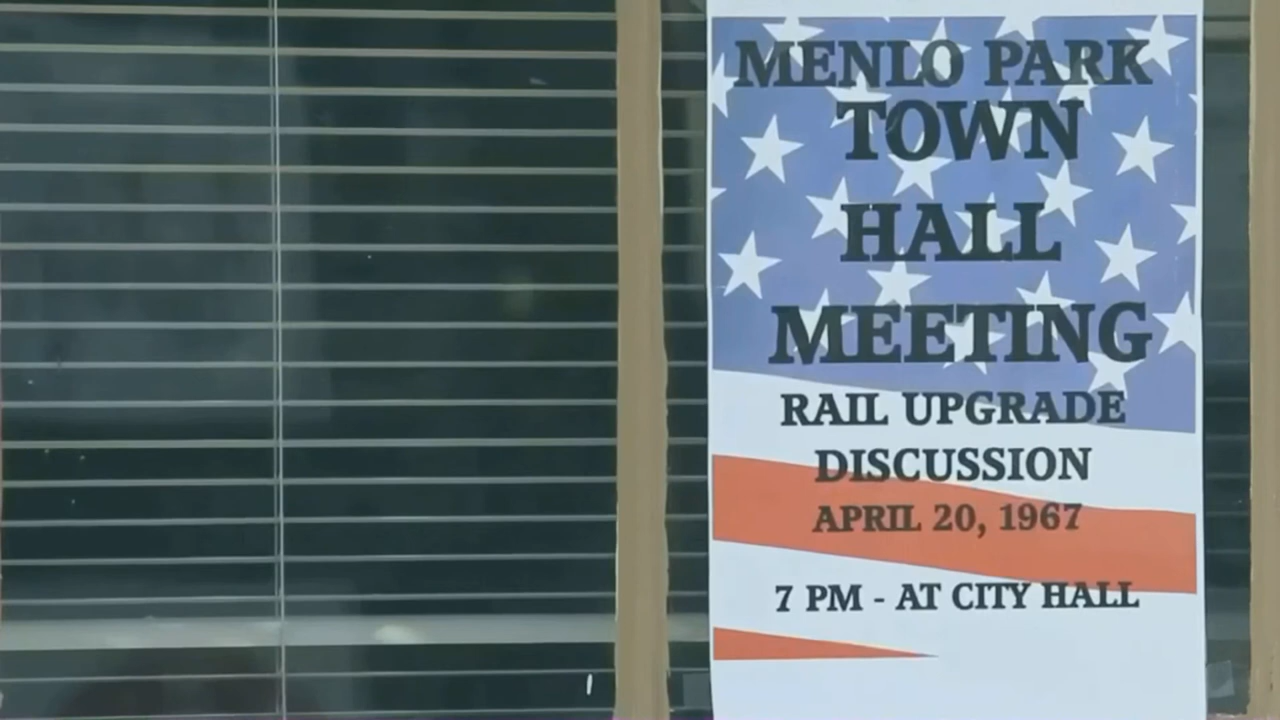 MENLO PARK
TOWN
HALL
MEETING
RAIL UPGRADE
DISCUSSION
APRIL 20, 1967
7 PM - AT CITY HALL